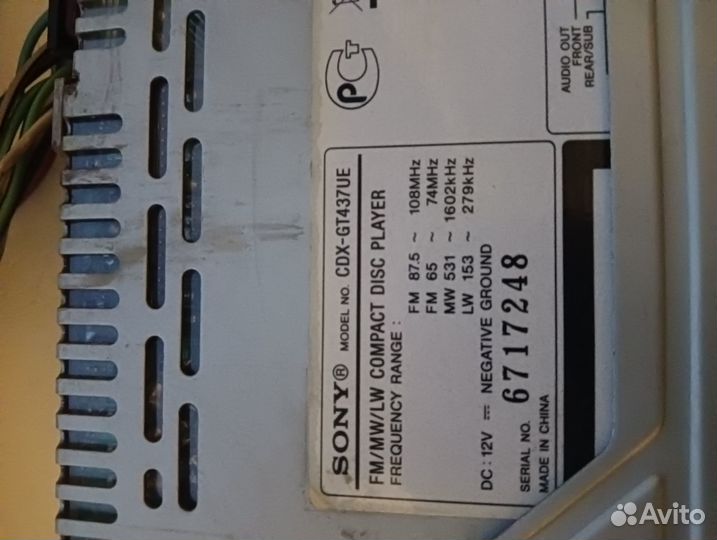 SONY® MODEL NO. CDX-GT437UE
FM/MW/LW COMPACT DISC PLAYER
FREQUENCY RANGE :
FM 87.5 ~ 108MHz
FM 65 ~ 74MHz
MW 531 ~ 1602kHz
LW 153 ~ 279kHz
DC : 12V ⎓ NEGATIVE GROUND
SERIAL NO. 6717248
MADE IN CHINA
РСТ
AUDIO OUT
FRONT
REAR/SUB
Avito